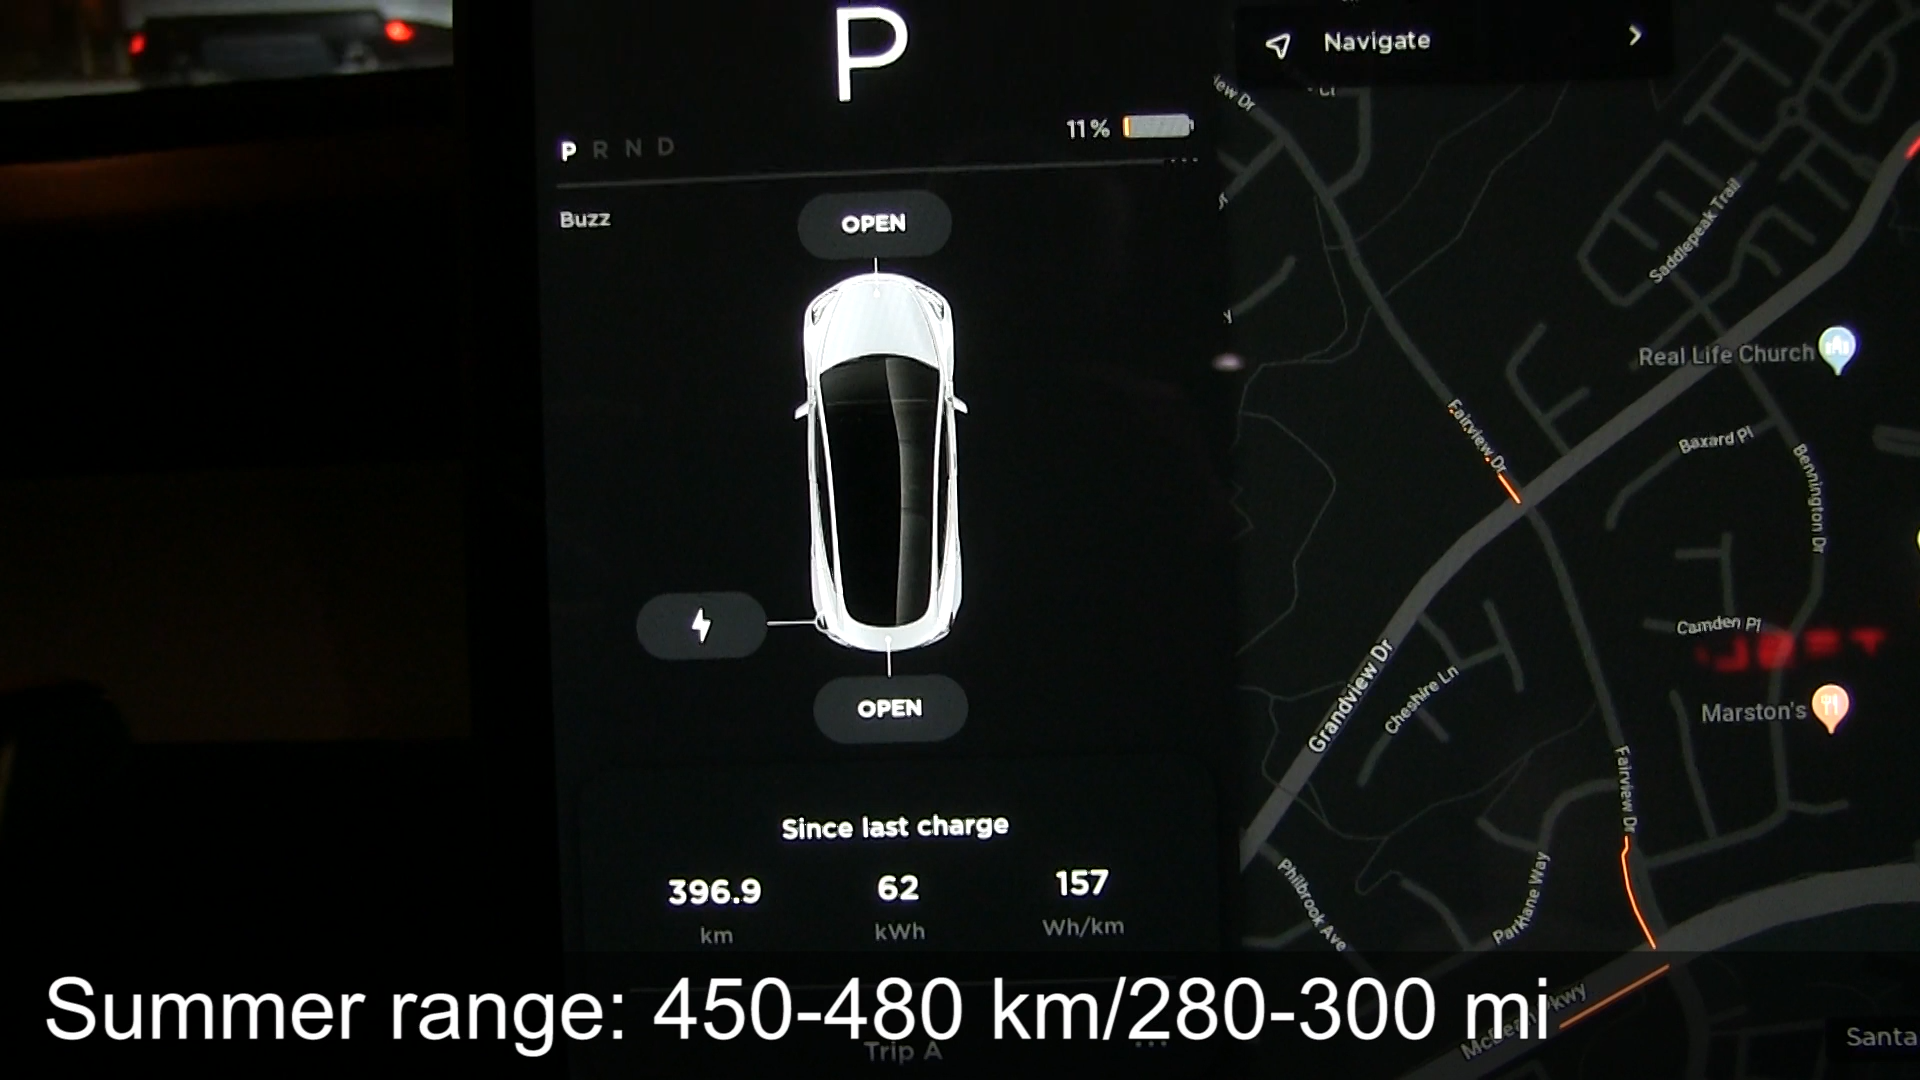 P
Navigate
iew Dr
11%
P R N D
Buzz
OPEN
Saddlepeak Trail
Real Life Church
Fairview Dr
Baxard Pl
Bennington Dr
Camden Pl
Grandview Dr
Cheshire Ln
OPEN
Marston's
Fairview Dr
Since last charge
396.9 62 157
km kWh Wh/km
Philbrook Ave
Parkane Way
Summer range: 450-480 km/280-300 mi
Trip A
Santa